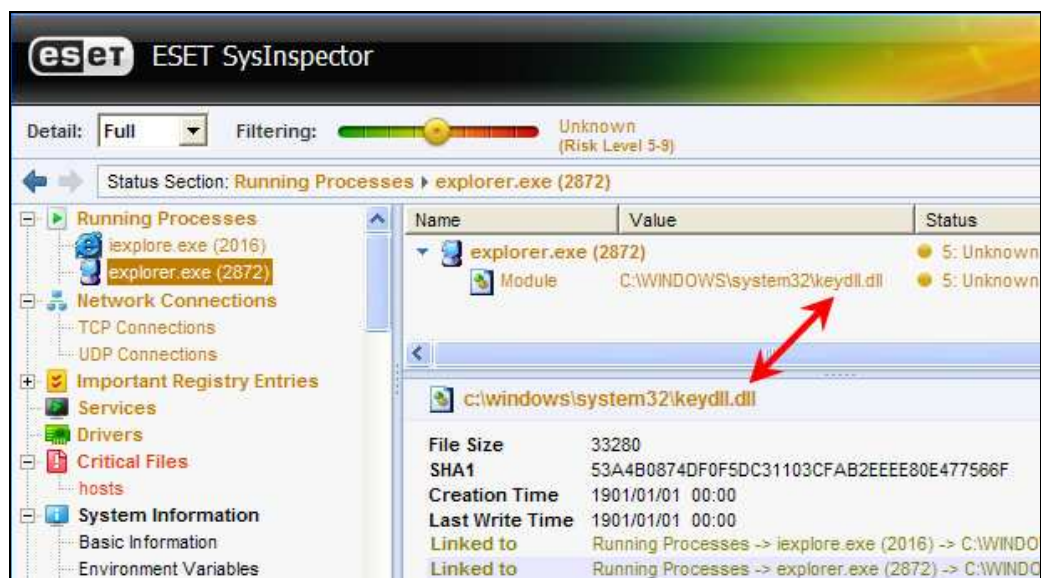 eset ESET SysInspector
Detail: Full Filtering: Unknown
(Risk Level 5-9)
Status Section: Running Processes explorer.exe (2872)
Running Processes
iexplore.exe (2016)
explorer.exe (2872)
Network Connections
TCP Connections
UDP Connections
Important Registry Entries
Services
Drivers
Critical Files
hosts
System Information
Basic Information
Environment Variables
Name Value Status
explorer.exe (2872) 5: Unknown
Module C:\WINDOWS\system32\keydll.dll 5: Unknown
c:\windows\system32\keydll.dll
File Size 33280
SHA1 53A4B0874DF0F5DC31103CFAB2EEEE80E477566F
Creation Time 1901/01/01 00:00
Last Write Time 1901/01/01 00:00
Linked to Running Processes -> iexplore.exe (2016) -> C:\WINDO
Linked to Running Processes -> explorer.exe (2872) -> C:\WINDO